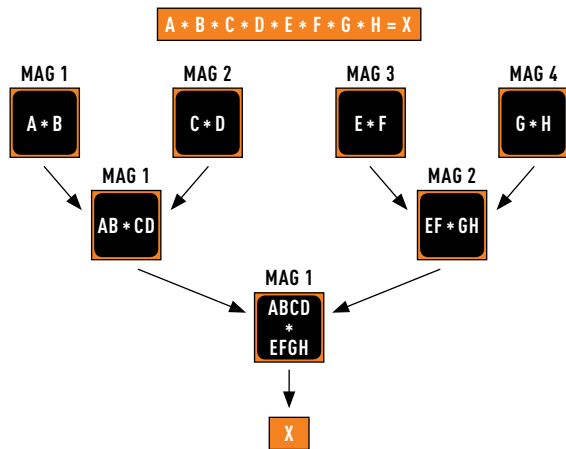 A * B * C * D * E * F * G * H = X
MAG 1
MAG 2
MAG 3
MAG 4
A * B
C * D
E * F
G * H
MAG 1
MAG 2
AB * CD
EF * GH
MAG 1
ABCD
*
EFGH
X